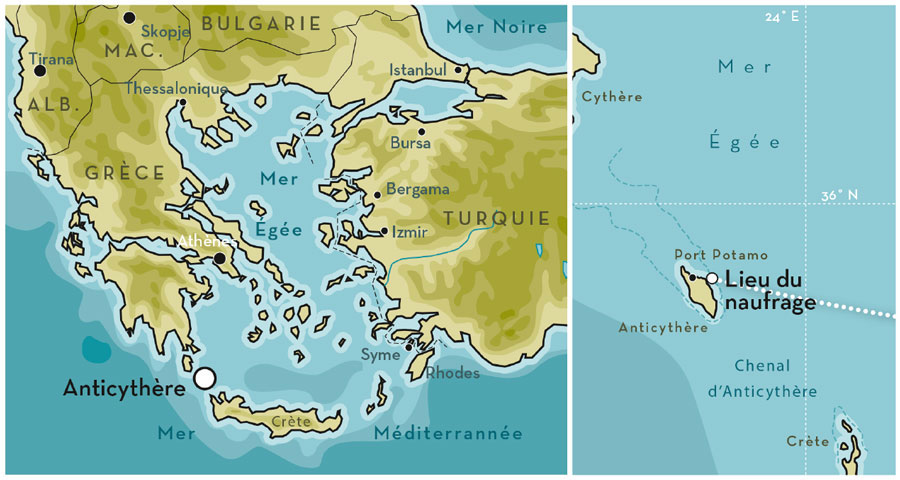 BULGARIE
Mer Noire
Skopje
MAC.
Tirana
Istanbul
Thessalonique
ALB.
Bursa
GRÈCE
Mer
Bergama
TURQUIE
Égée
Izmir
Athènes
Syme
Rhodes
Anticythère
Crète
Mer
Méditerrannée
24° E
Mer
Cythère
Égée
36° N
Port Potamo
Lieu du
naufrage
Anticythère
Chenal
d'Anticythère
Crète